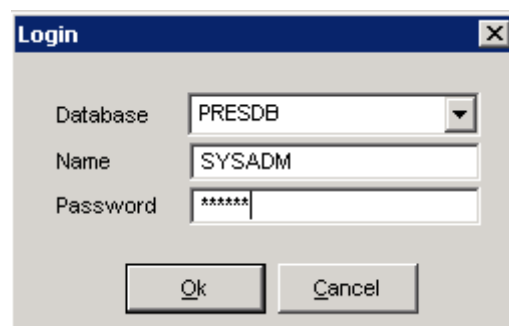 Login
Database PRESDB
Name SYSADM
Password ******
Ok Cancel